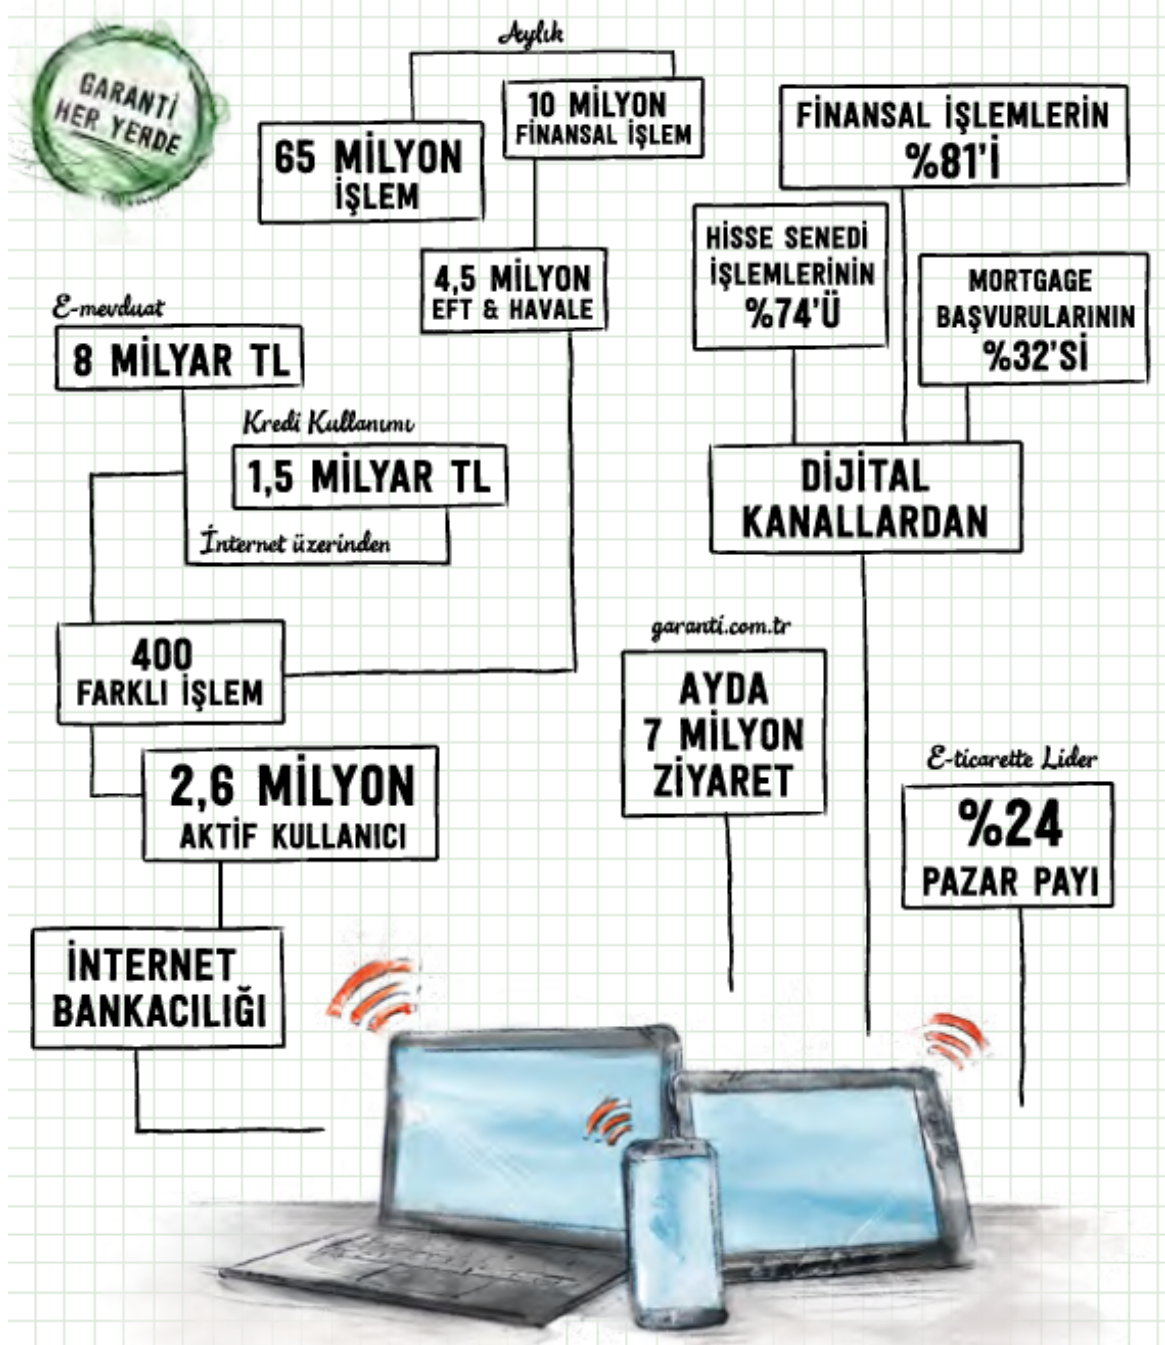 GARANTİ
HER YERDE
Aylık
65 MİLYON
İŞLEM
10 MİLYON
FİNANSAL İŞLEM
4,5 MİLYON
EFT & HAVALE
FİNANSAL İŞLEMLERİN
%81'İ
HİSSE SENEDİ
İŞLEMLERİNİN
%74'Ü
MORTGAGE
BAŞVURULARININ
%32'Sİ
DİJİTAL
KANALLARDAN
E-mevduat
8 MİLYAR TL
Kredi Kullanımı
1,5 MİLYAR TL
İnternet üzerinden
400
FARKLI İŞLEM
2,6 MİLYON
AKTİF KULLANICI
İNTERNET
BANKACILIĞI
garanti.com.tr
AYDA
7 MİLYON
ZİYARET
E-ticarette Lider
%24
PAZAR PAYI